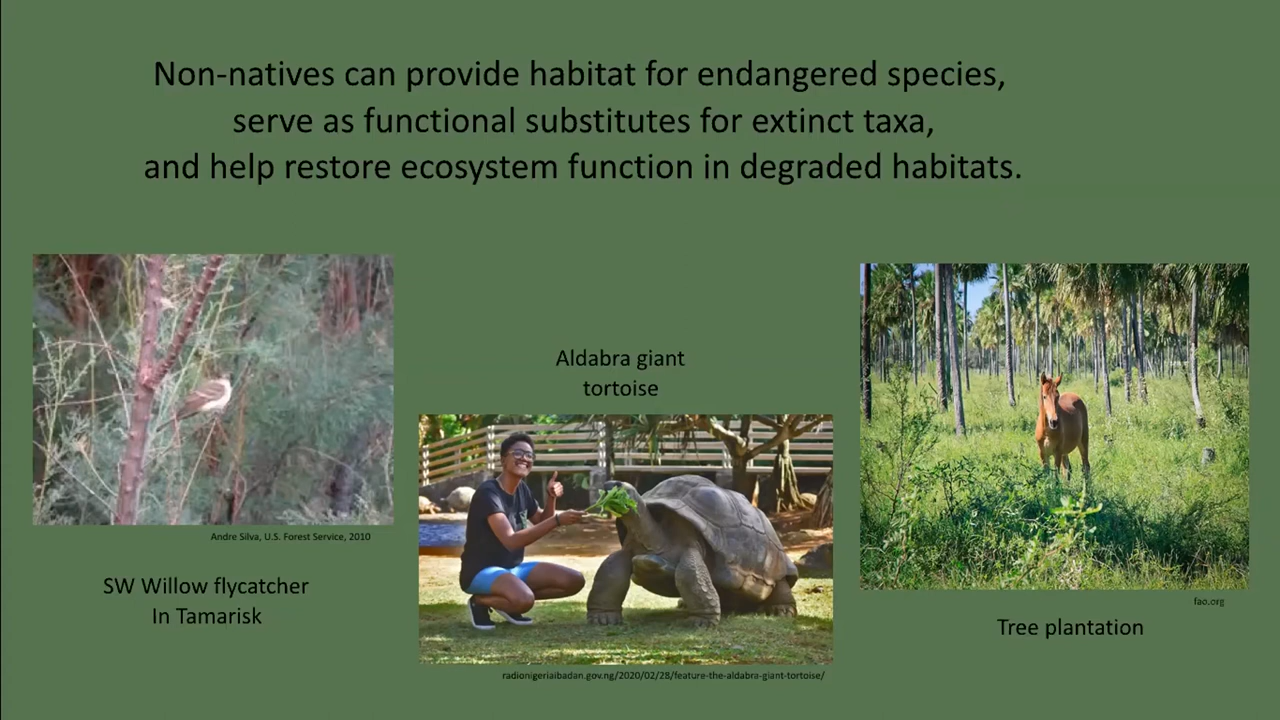 Non-natives can provide habitat for endangered species,
serve as functional substitutes for extinct taxa,
and help restore ecosystem function in degraded habitats.
Andre Silva, U.S. Forest Service, 2010
SW Willow flycatcher
In Tamarisk
Aldabra giant
tortoise
radionigeriaibadan.gov.ng/2020/02/28/feature-the-aldabra-giant-tortoise/
fao.org
Tree plantation